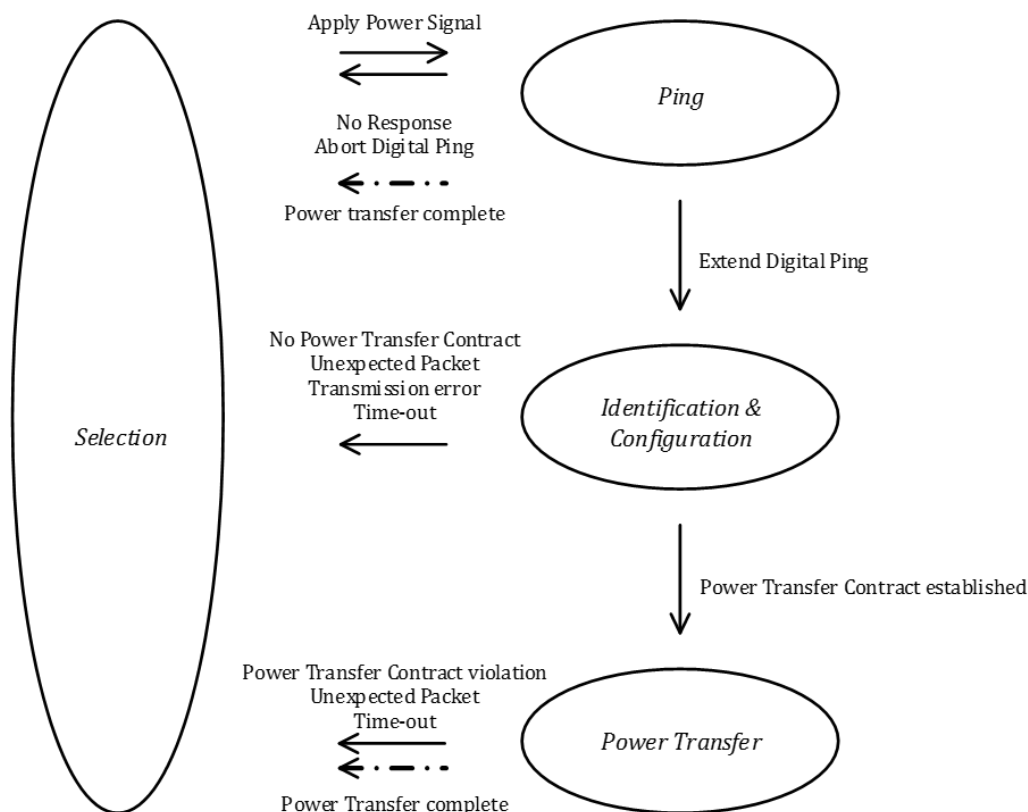 Apply Power Signal
Ping
No Response
Abort Digital Ping
Power transfer complete
Extend Digital Ping
No Power Transfer Contract
Unexpected Packet
Transmission error
Time-out
Identification &
Configuration
Selection
Power Transfer Contract established
Power Transfer Contract violation
Unexpected Packet
Time-out
Power Transfer
Power Transfer complete